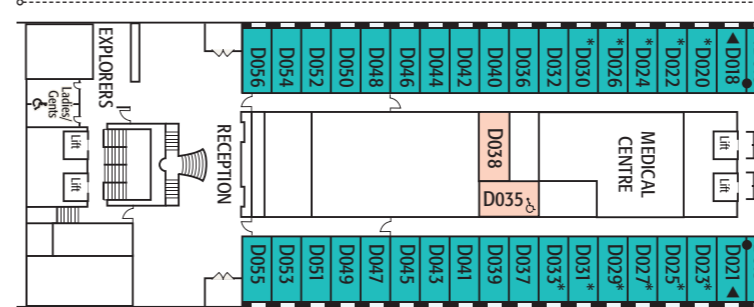 D056
D054
D052
D050
D048
D046
D044
D042
D040
D036
D032
*D030
*D026
*D024
*D022
*D020
▲D018
EXPLORERS
Ladies/
Gents
Lift
Lift
RECEPTION
D038
D035
MEDICAL
CENTRE
Lift
Lift
D055
D053
D051
D049
D047
D045
D043
D041
D039
D037
D033*
D031*
D029*
D027*
D025*
D023*
D021▲